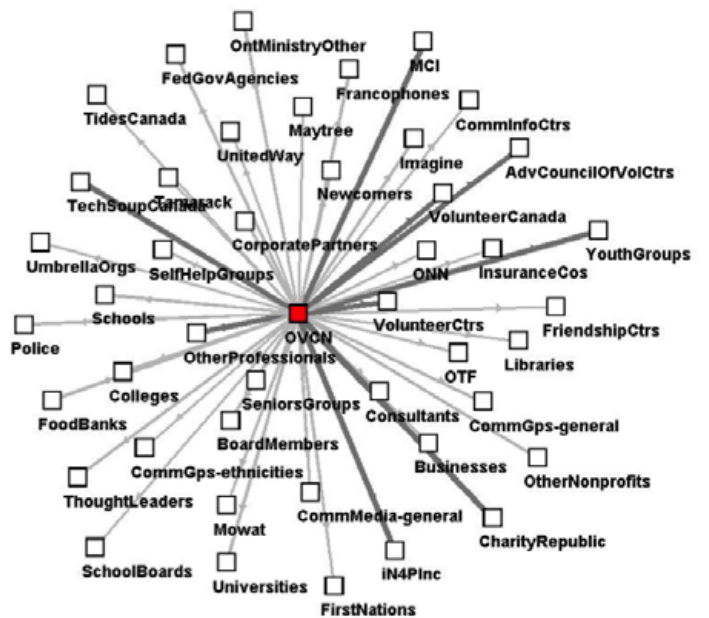 OntMinistryOther
MCI
FedGovAgencies
Francophones
TidesCanada
Maytree
CommInfoCtrs
UnitedWay
Imagine
AdvCouncilOfVolCtrs
Newcomers
TechSoupCanada
Tamarack
VolunteerCanada
CorporatePartners
YouthGroups
UmbrellaOrgs
SelfHelpGroups
ONN
InsuranceCos
Schools
VolunteerCtrs
FriendshipCtrs
OVCN
Police
OtherProfessionals
Libraries
OTF
Colleges
SeniorsGroups
Consultants
FoodBanks
CommGps-general
BoardMembers
Businesses
CommGps-ethnicities
OtherNonprofits
ThoughtLeaders
CommMedia-general
Mowat
CharityRepublic
SchoolBoards
iN4PInc
Universities
FirstNations